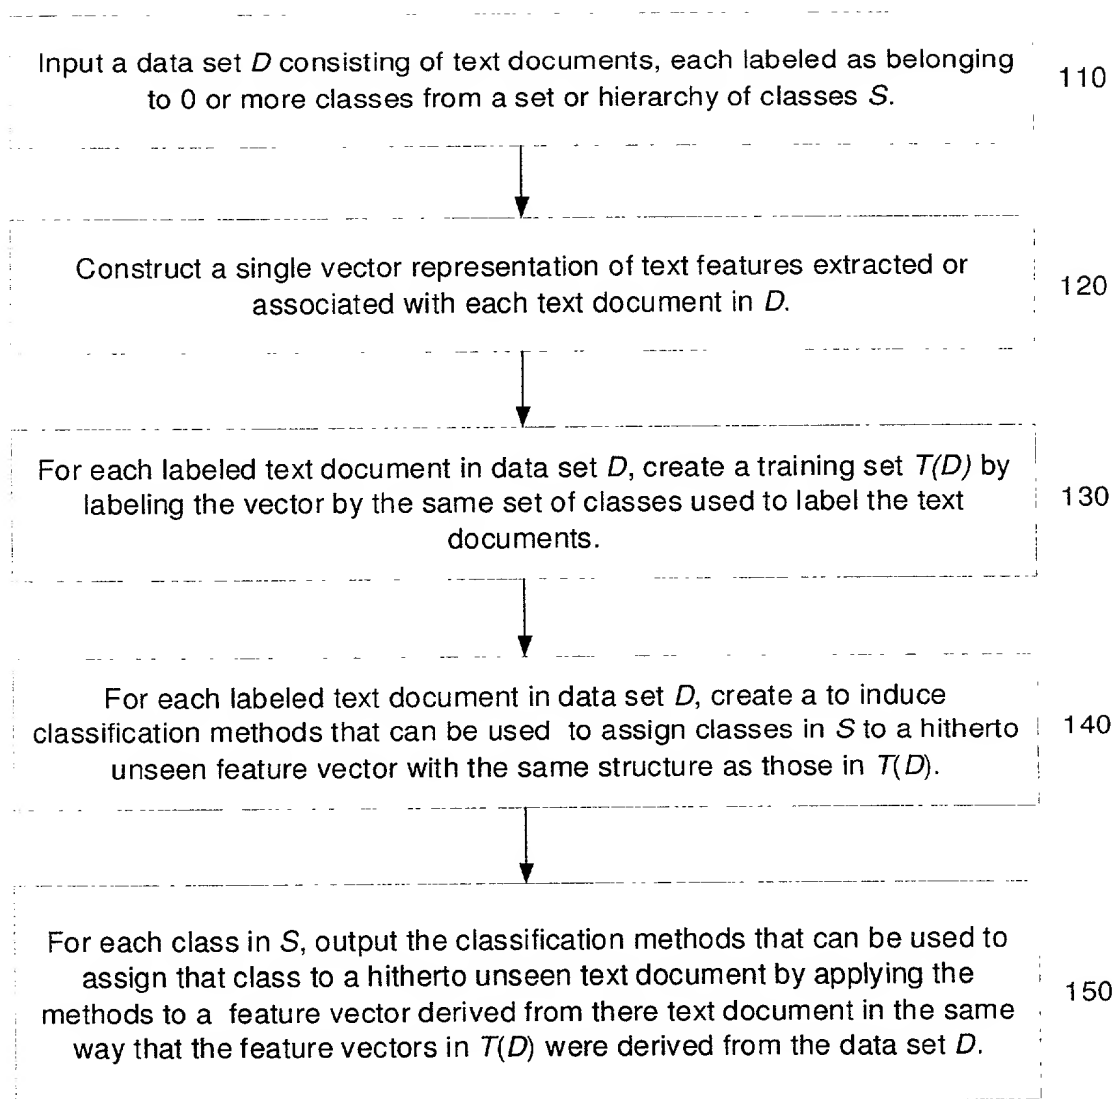 Input a data set D consisting of text documents, each labeled as belonging
to 0 or more classes from a set or hierarchy of classes S.
110
Construct a single vector representation of text features extracted or
associated with each text document in D.
120
For each labeled text document in data set D, create a training set T(D) by
labeling the vector by the same set of classes used to label the text
documents.
130
For each labeled text document in data set D, create a to induce
classification methods that can be used to assign classes in S to a hitherto
unseen feature vector with the same structure as those in T(D).
140
For each class in S, output the classification methods that can be used to
assign that class to a hitherto unseen text document by applying the
methods to a feature vector derived from there text document in the same
way that the feature vectors in T(D) were derived from the data set D.
150